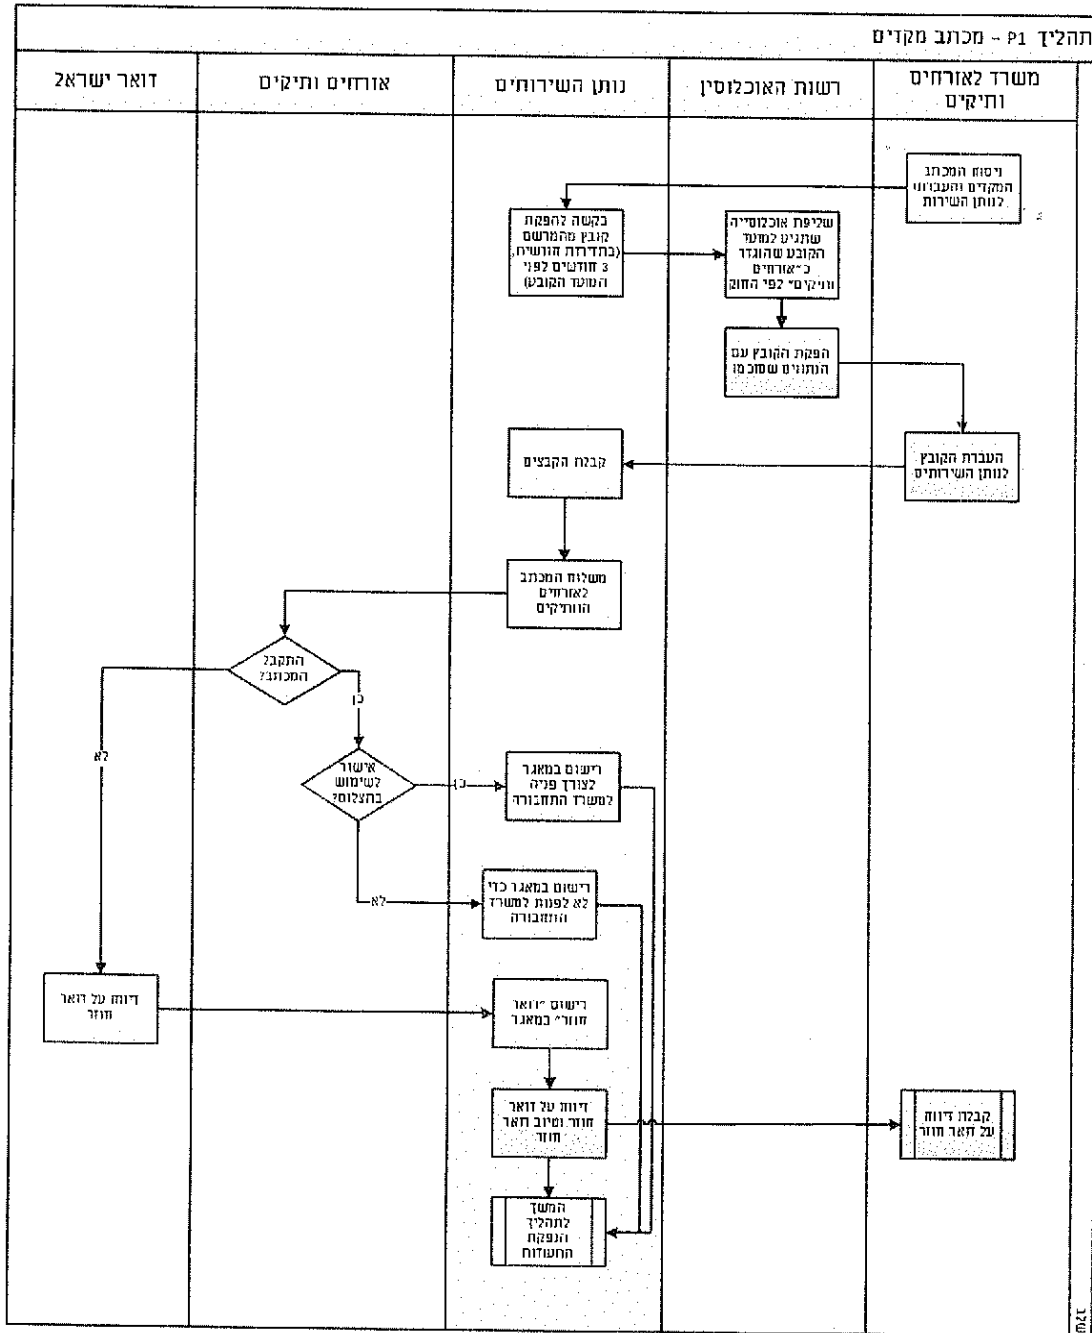 תהליך P1 - מכתב מקדים
משרד לאזרחים
ותיקים
רשות האוכלוסין
נותן השירותים
אזרחים ותיקים
דואר ישראל
ניסוח המכתב
המקדים והעברתו
לנותן השירות
בקשה להפקת
קובץ מהמרשם
(בתדירות חודשית,
3 חודשים לפני
המועד הקובע)
שליפת אוכלוסייה
שתגיע למועד
הקובע שהוגדר
כ"אזרחים
ותיקים" לפי החוק
הפקת הקובץ עם
הנתונים שסוכמו
העברת הקובץ
לנותן השירותים
קבלת הקבצים
משלוח המכתב
לאזרחים
הוותיקים
התקבל
המכתב?
כן
לא
אישור
לשימוש
בתצלום?
כן
רישום במאגר
לצורך פניה
למשרד התחבורה
לא
רישום במאגר כדי
לא לפנות למשרד
התחבורה
דיווח על דואר
חוזר
רישום "דואר
חוזר" במאגר
דיווח על דואר
חוזר וטיוב דואר
חוזר
קבלת דיווח
על דואר חוזר
המשך
לתהליך
הנפקת
התעודות